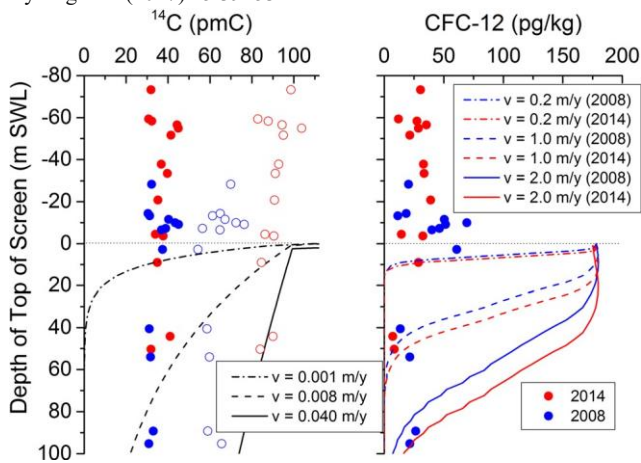 ¹⁴C (pmC)
CFC-12 (pg/kg)
0 20 40 60 80 100
0 50 100 150 200
Depth of Top of Screen (m SWL)
-80
-60
-40
-20
0
20
40
60
80
100
v = 0.001 m/y
v = 0.008 m/y
v = 0.040 m/y
v = 0.2 m/y (2008)
v = 0.2 m/y (2014)
v = 1.0 m/y (2008)
v = 1.0 m/y (2014)
v = 2.0 m/y (2008)
v = 2.0 m/y (2014)
2014
2008